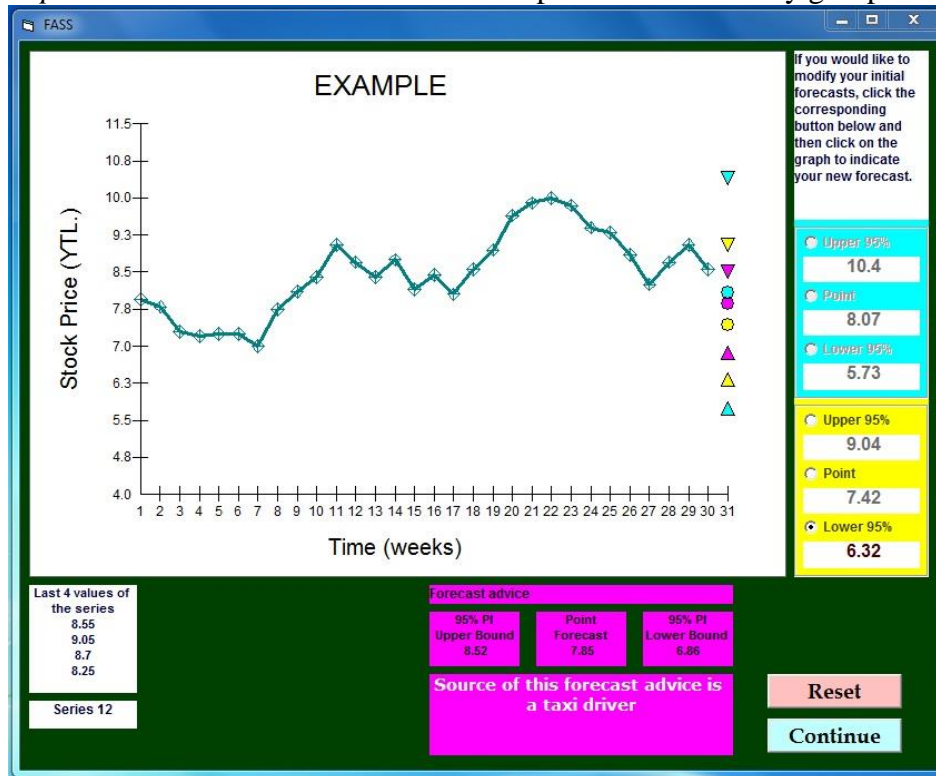 FASS
EXAMPLE
Stock Price (YTL.)
11.5
10.8
10.0
9.3
8.5
7.8
7.0
6.3
5.5
4.8
4.0
1 2 3 4 5 6 7 8 9 10 11 12 13 14 15 16 17 18 19 20 21 22 23 24 25 26 27 28 29 30 31
Time (weeks)
If you would like to
modify your initial
forecasts, click the
corresponding
button below and
then click on the
graph to indicate
your new forecast.
Upper 95%
10.4
Point
8.07
Lower 95%
5.73
Upper 95%
9.04
Point
7.42
Lower 95%
6.32
Last 4 values of
the series
8.55
9.05
8.7
8.25
Series 12
Forecast advice
95% PI
Upper Bound
8.52
Point
Forecast
7.85
95% PI
Lower Bound
6.86
Source of this forecast advice is
a taxi driver
Reset
Continue